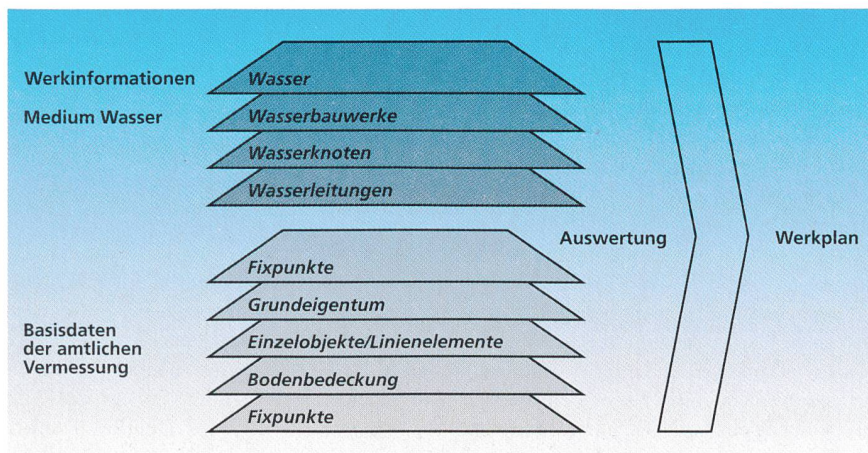 Werkinformationen
Medium Wasser
Wasser
Wasserbauwerke
Wasserknoten
Wasserleitungen
Basisdaten
der amtlichen
Vermessung
Fixpunkte
Grundeigentum
Einzelobjekte/Linienelemente
Bodenbedeckung
Fixpunkte
Auswertung
Werkplan